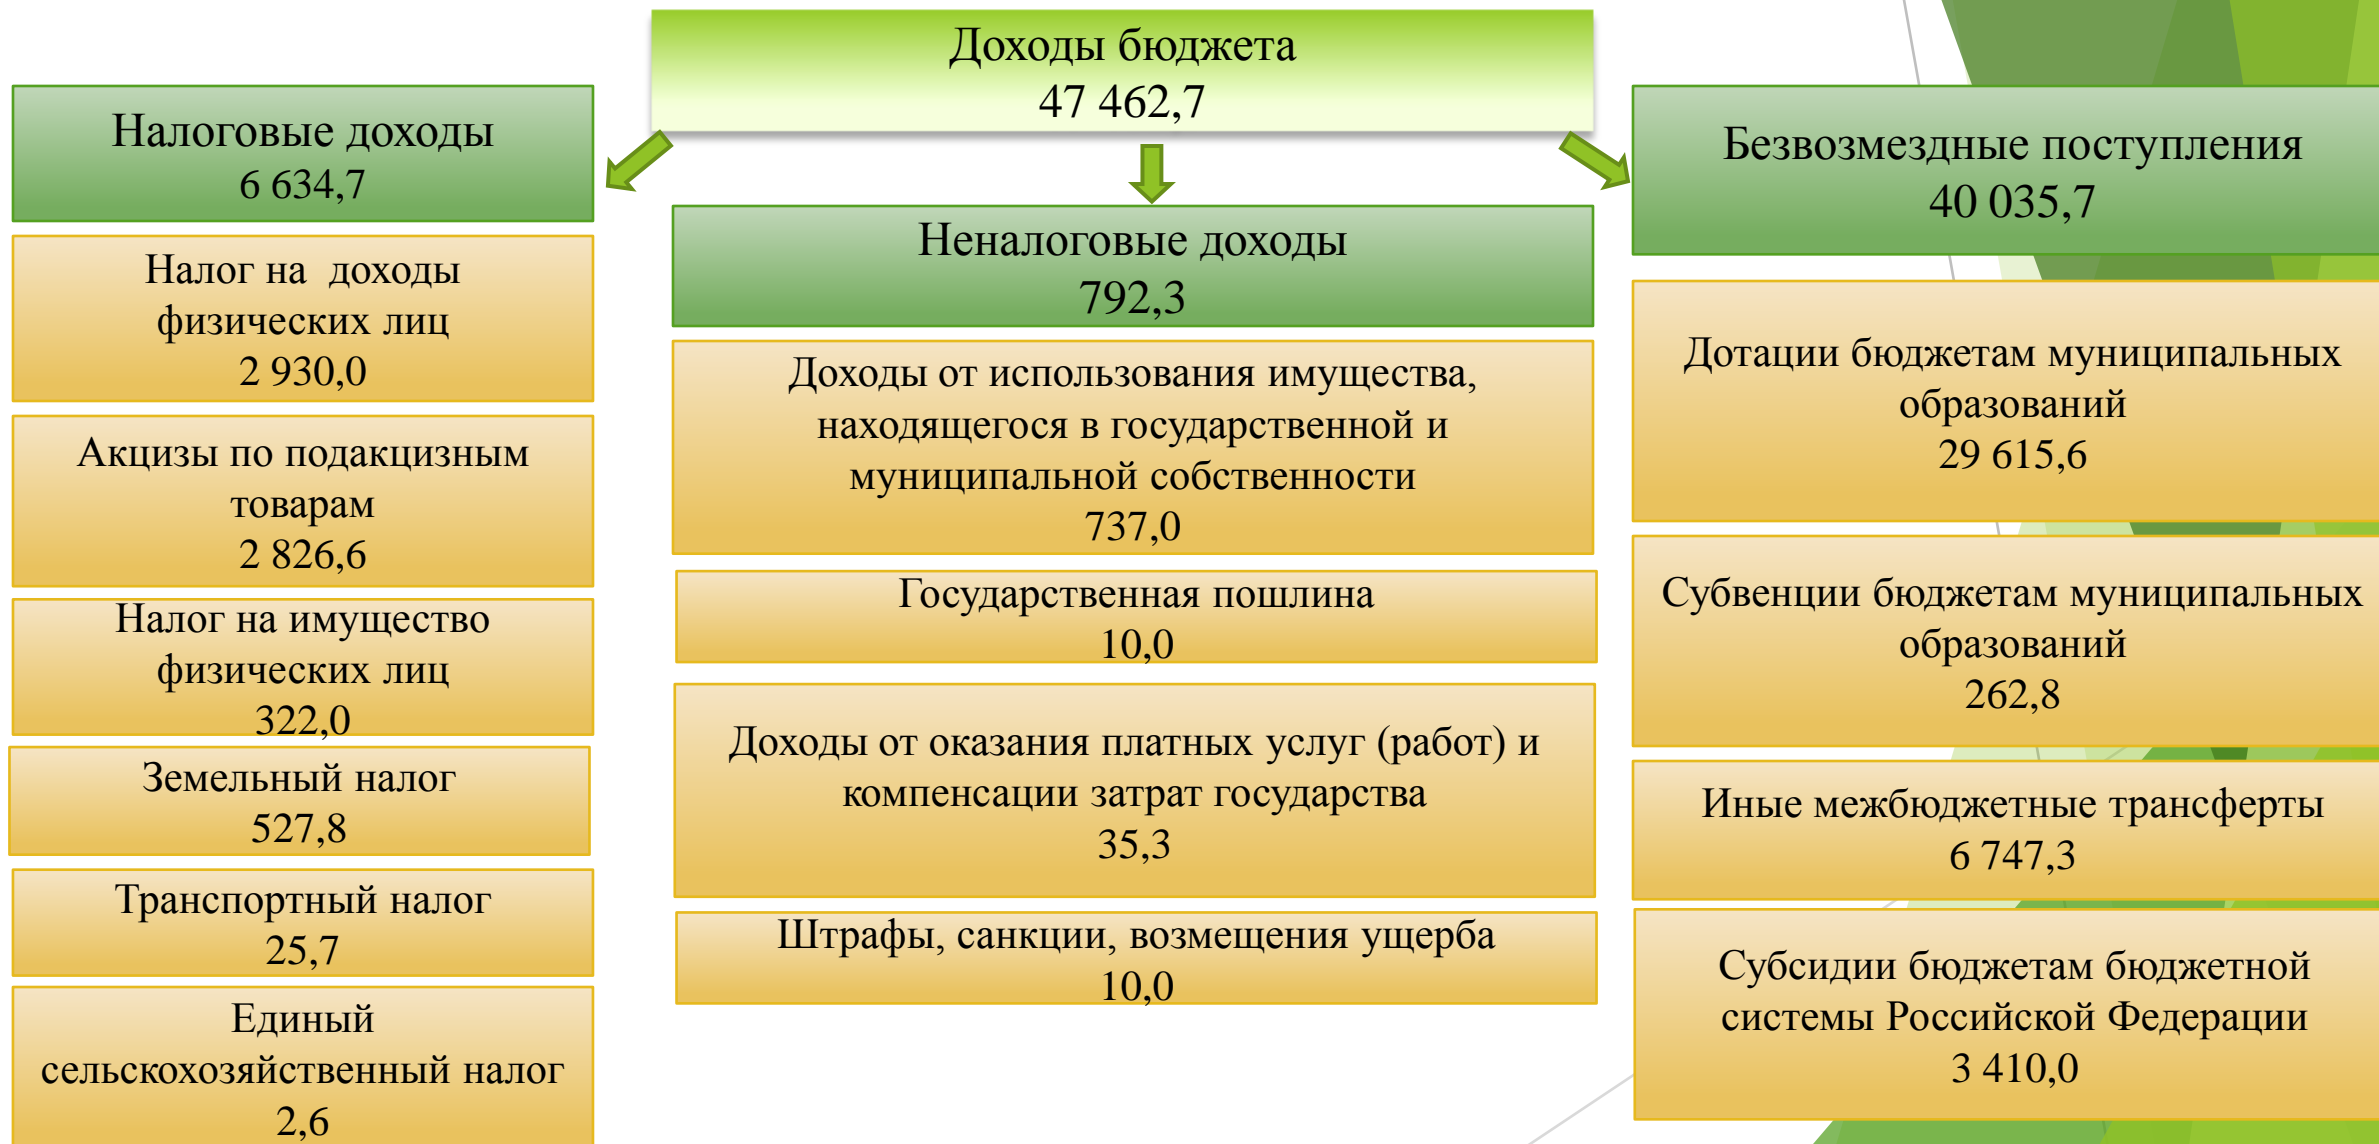 Доходы бюджета
47 462,7
Налоговые доходы
6 634,7
Налог на  доходы
физических лиц
2 930,0
Акцизы по подакцизным
товарам
2 826,6
Налог на имущество
физических лиц
322,0
Земельный налог
527,8
Транспортный налог
25,7
Единый
сельскохозяйственный налог
2,6
Неналоговые доходы
792,3
Доходы от использования имущества,
находящегося в государственной и
муниципальной собственности
737,0
Государственная пошлина
10,0
Доходы от оказания платных услуг (работ) и
компенсации затрат государства
35,3
Штрафы, санкции, возмещения ущерба
10,0
Безвозмездные поступления
40 035,7
Дотации бюджетам муниципальных
образований
29 615,6
Субвенции бюджетам муниципальных
образований
262,8
Иные межбюджетные трансферты
6 747,3
Субсидии бюджетам бюджетной
системы Российской Федерации
3 410,0